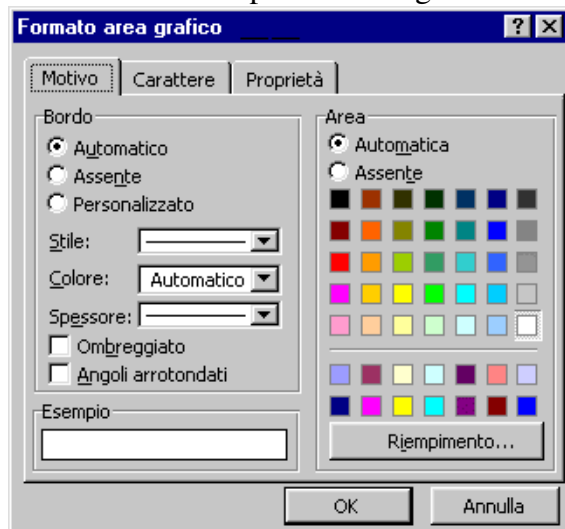 Formato area grafico
Motivo Carattere Proprietà
Bordo
Automatico
Assente
Personalizzato
Stile:
Colore: Automatico
Spessore:
Ombreggiato
Angoli arrotondati
Esempio
Area
Automatica
Assente
Riempimento...
OK Annulla